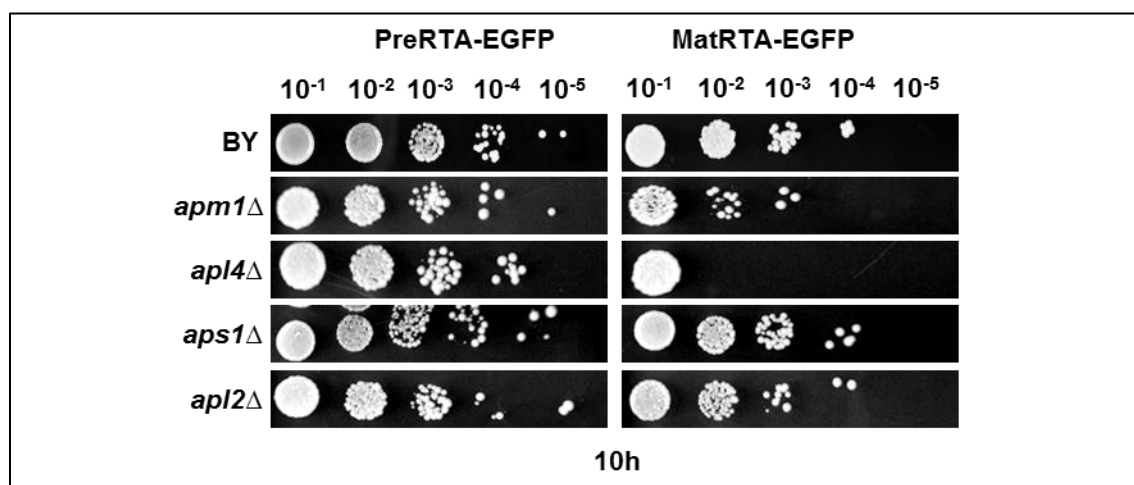 PreRTA-EGFP MatRTA-EGFP
10⁻¹ 10⁻² 10⁻³ 10⁻⁴ 10⁻⁵ 10⁻¹ 10⁻² 10⁻³ 10⁻⁴ 10⁻⁵
BY
apm1Δ
apl4Δ
aps1Δ
apl2Δ
10h